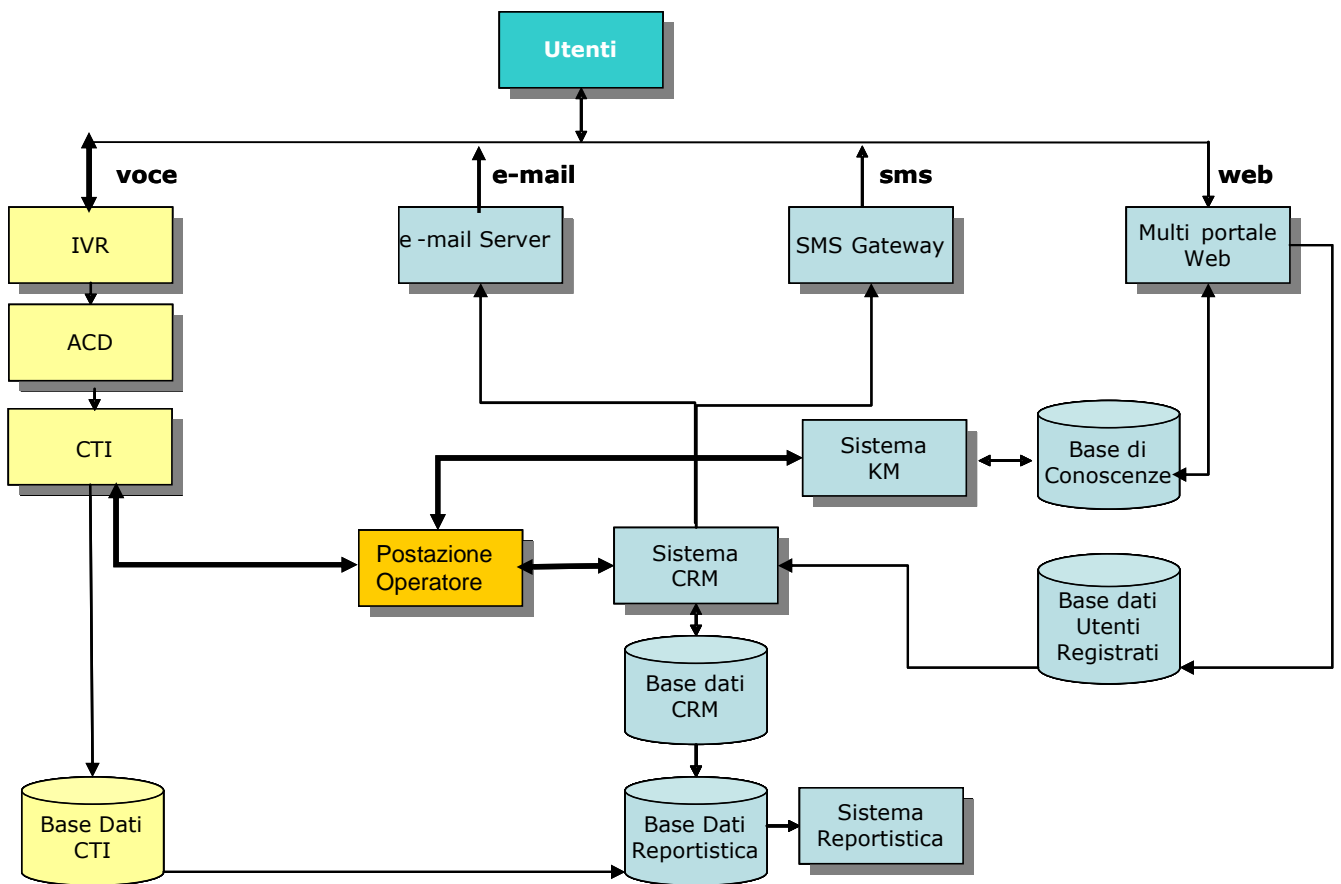 Utenti
voce
e-mail
sms
web
IVR
e -mail Server
SMS Gateway
Multi portale
Web
ACD
CTI
Sistema
KM
Base di
Conoscenze
Postazione
Operatore
Sistema
CRM
Base dati
Utenti
Registrati
Base dati
CRM
Base Dati
CTI
Base Dati
Reportistica
Sistema
Reportistica